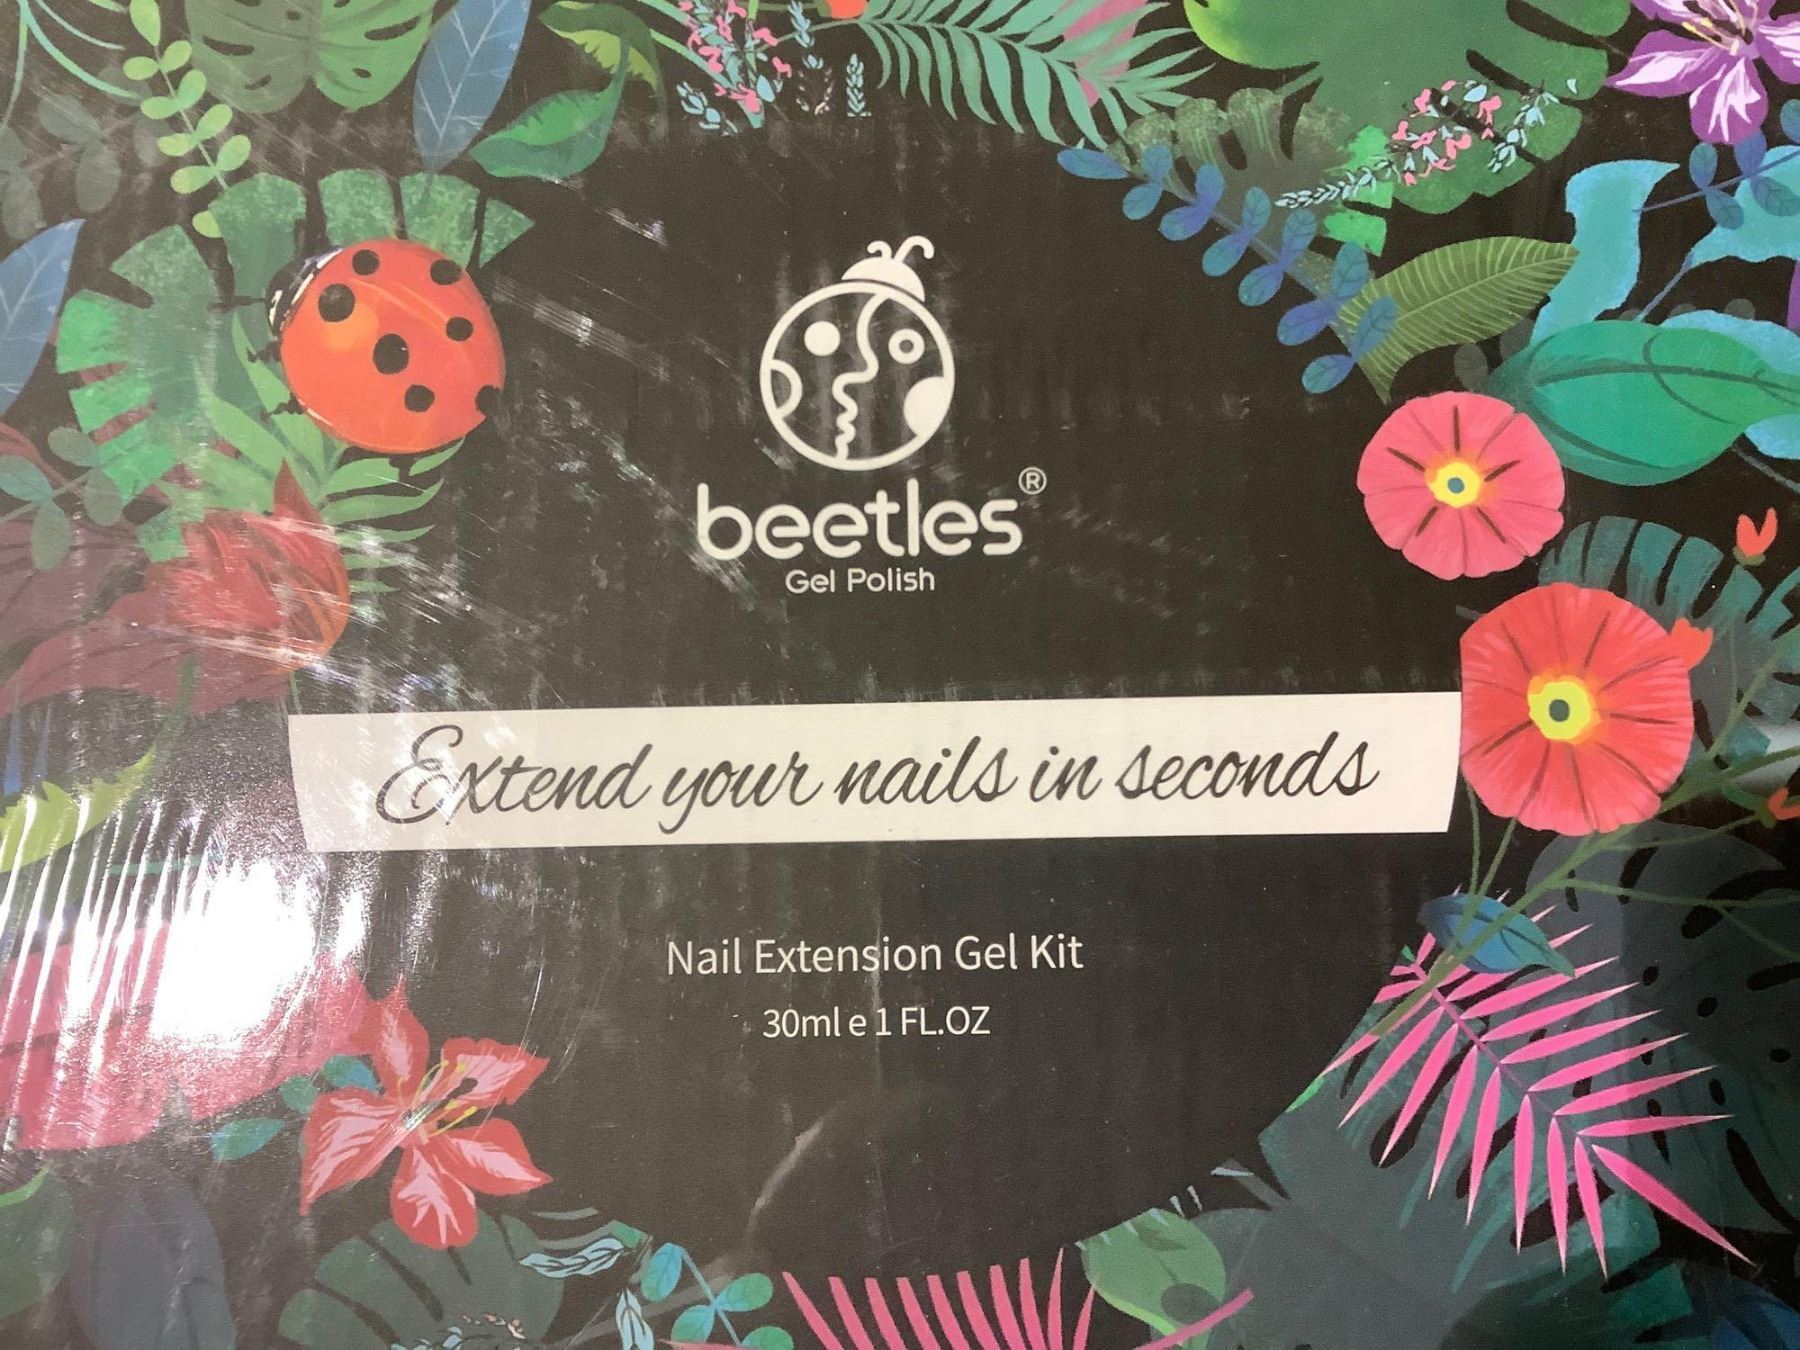 beetles®
Gel Polish
Extend your nails in seconds
Nail Extension Gel Kit
30ml e 1 FL.OZ